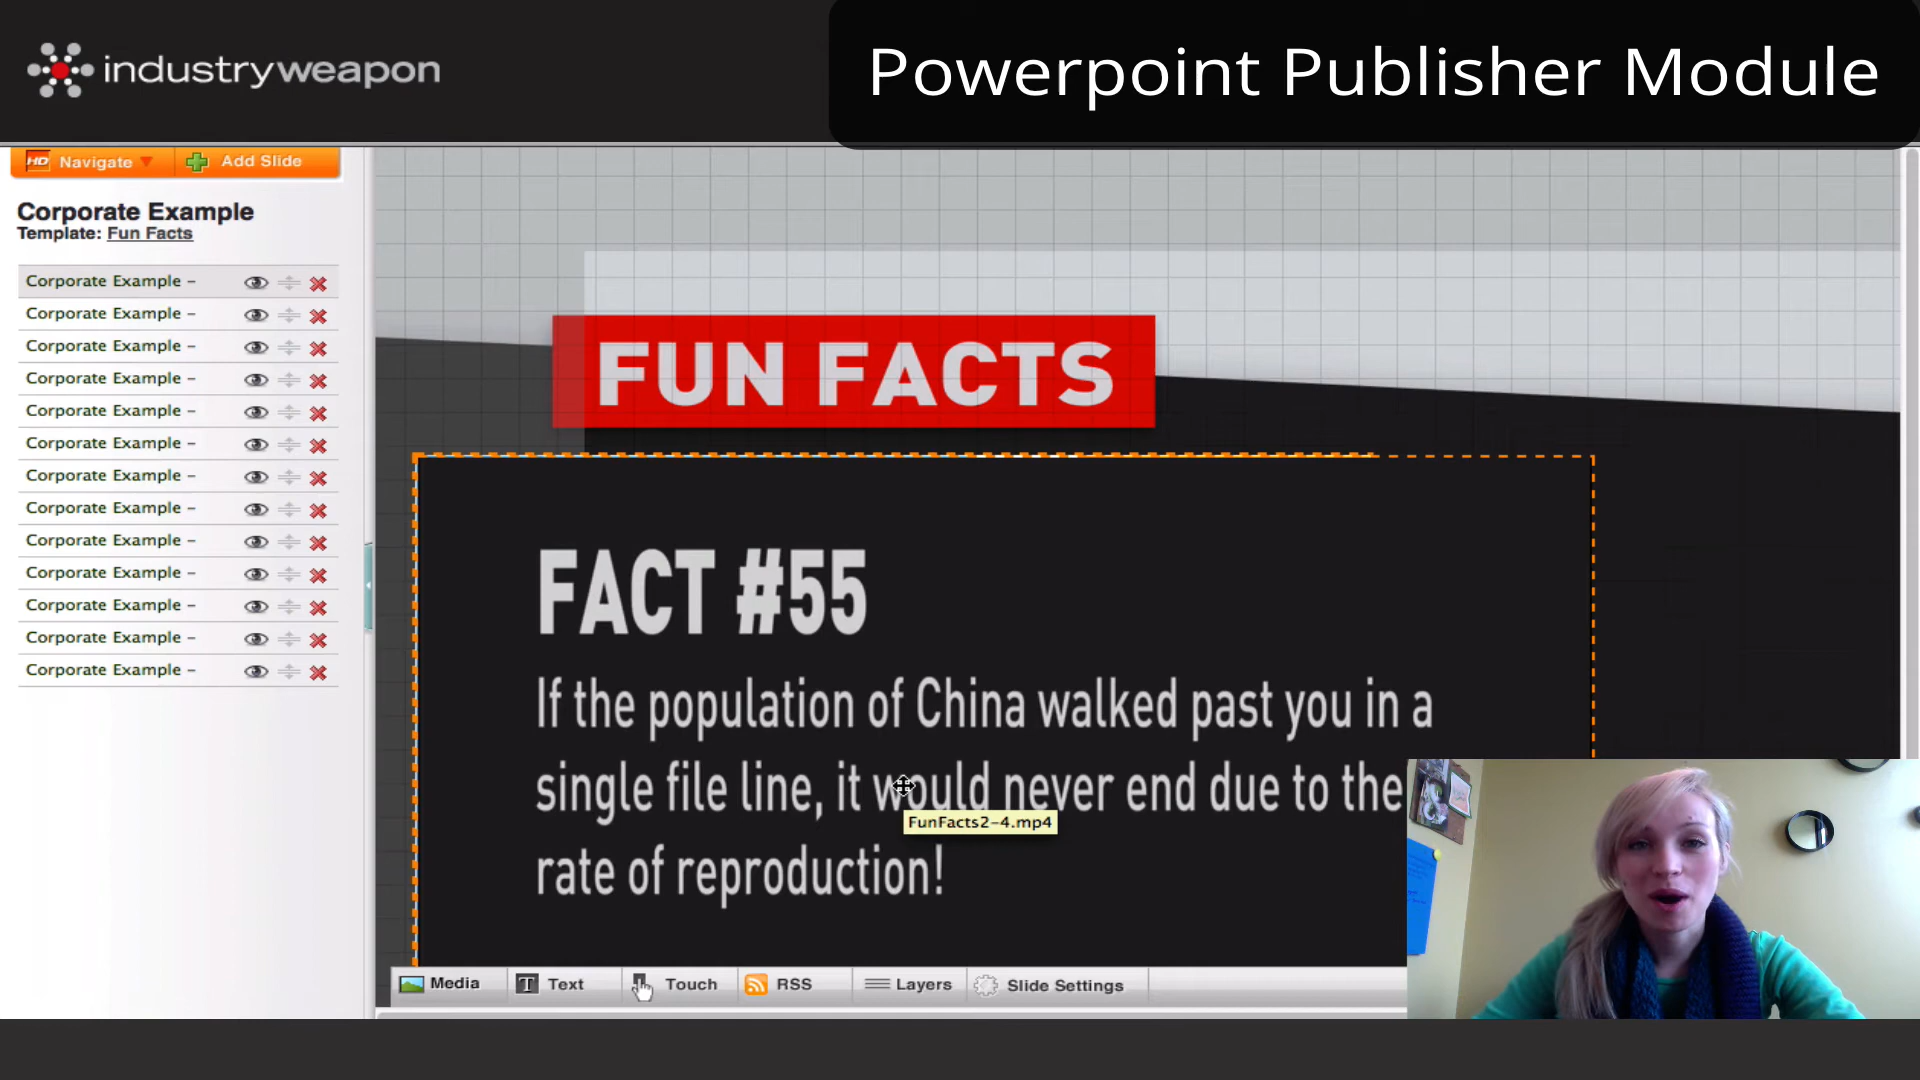 industryweapon
Powerpoint Publisher Module
HD Navigate
Add Slide
Corporate Example
Template: Fun Facts
Corporate Example –
Corporate Example –
Corporate Example –
Corporate Example –
Corporate Example –
Corporate Example –
Corporate Example –
Corporate Example –
Corporate Example –
Corporate Example –
Corporate Example –
Corporate Example –
Corporate Example –
FUN FACTS
FACT #55
If the population of China walked past you in a
single file line, it would never end due to the
FunFacts2-4.mp4
rate of reproduction!
Media
T Text
Touch
RSS
Layers
Slide Settings